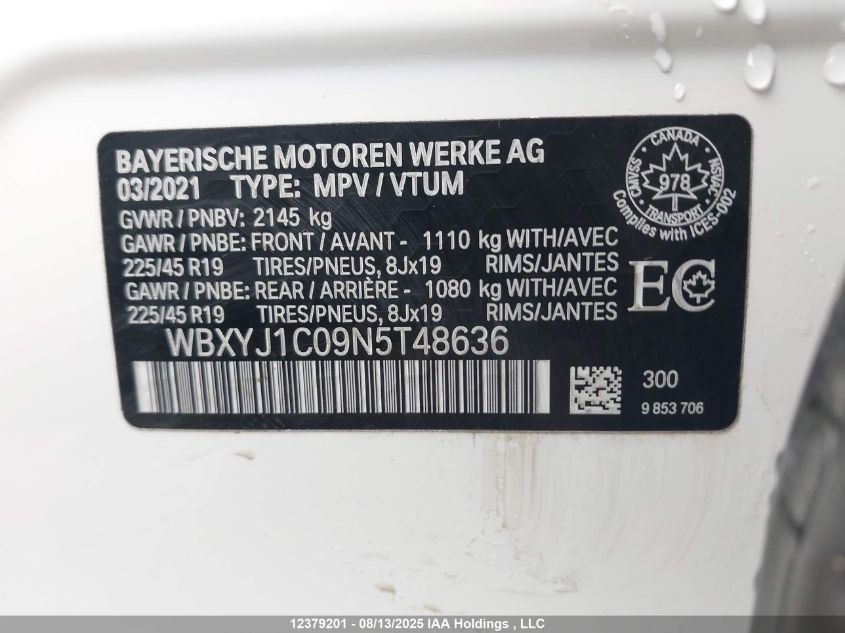 BAYERISCHE MOTOREN WERKE AG
03/2021 TYPE: MPV / VTUM
GVWR / PNBV: 2145 kg
GAWR / PNBE: FRONT / AVANT - 1110 kg WITH/AVEC
225/45 R19 TIRES/PNEUS, 8Jx19 RIMS/JANTES
GAWR / PNBE: REAR / ARRIÈRE - 1080 kg WITH/AVEC
225/45 R19 TIRES/PNEUS, 8Jx19 RIMS/JANTES
WBXYJ1C09N5T48636
CANADA
CMVSS
NSVAC
978
TRANSPORT
Complies with ICES-002
EC
300
9 853 706
12379201 - 08/13/2025 IAA Holdings , LLC